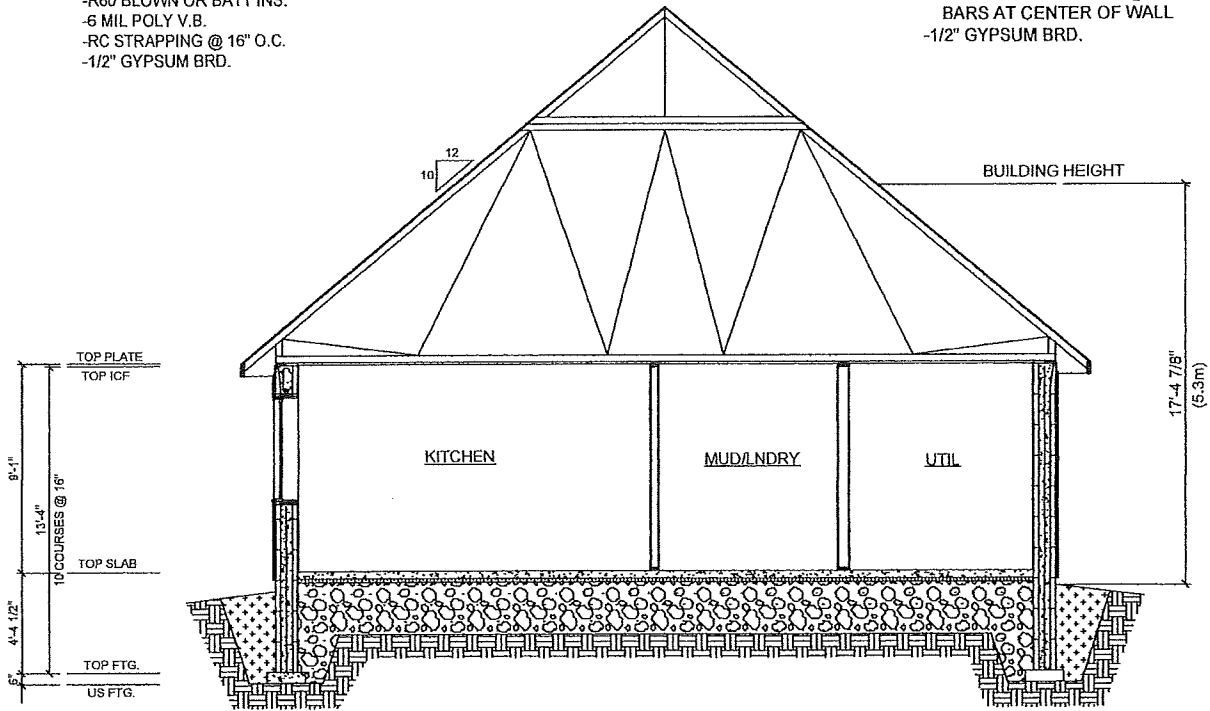 -R60 BLOWN OR BATT INS.
-6 MIL POLY V.B.
-RC STRAPPING @ 16" O.C.
-1/2" GYPSUM BRD.
BARS AT CENTER OF WALL
-1/2" GYPSUM BRD.
12
10
BUILDING HEIGHT
TOP PLATE
TOP ICF
17'-4 7/8"
(5.3m)
KITCHEN
MUD/LNDRY
UTIL
9'-1"
13'-4"
10 COURSES @ 16"
TOP SLAB
4'-4 1/2"
TOP FTG.
6"
US FTG.